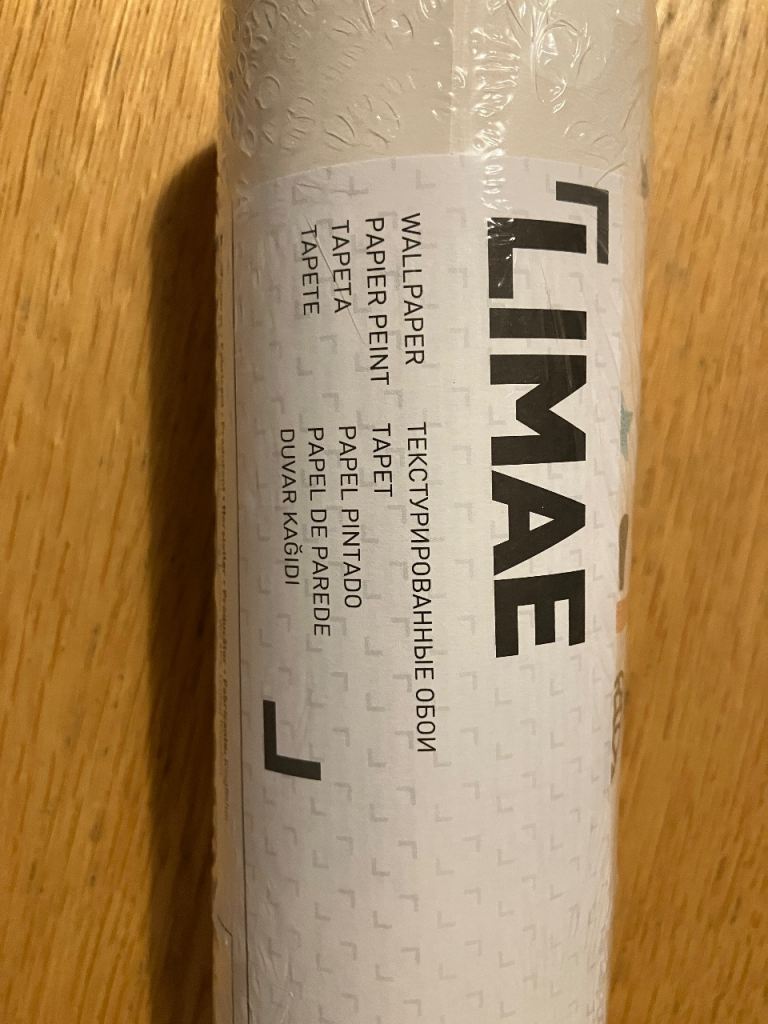 LIMAE
WALLPAPER
PAPIER PEINT
TAPETA
TAPETE
ТЕКСТУРИРОВАННЫЕ ОБОИ
TAPET
PAPEL PINTADO
PAPEL DE PAREDE
DUVAR KAĞIDI